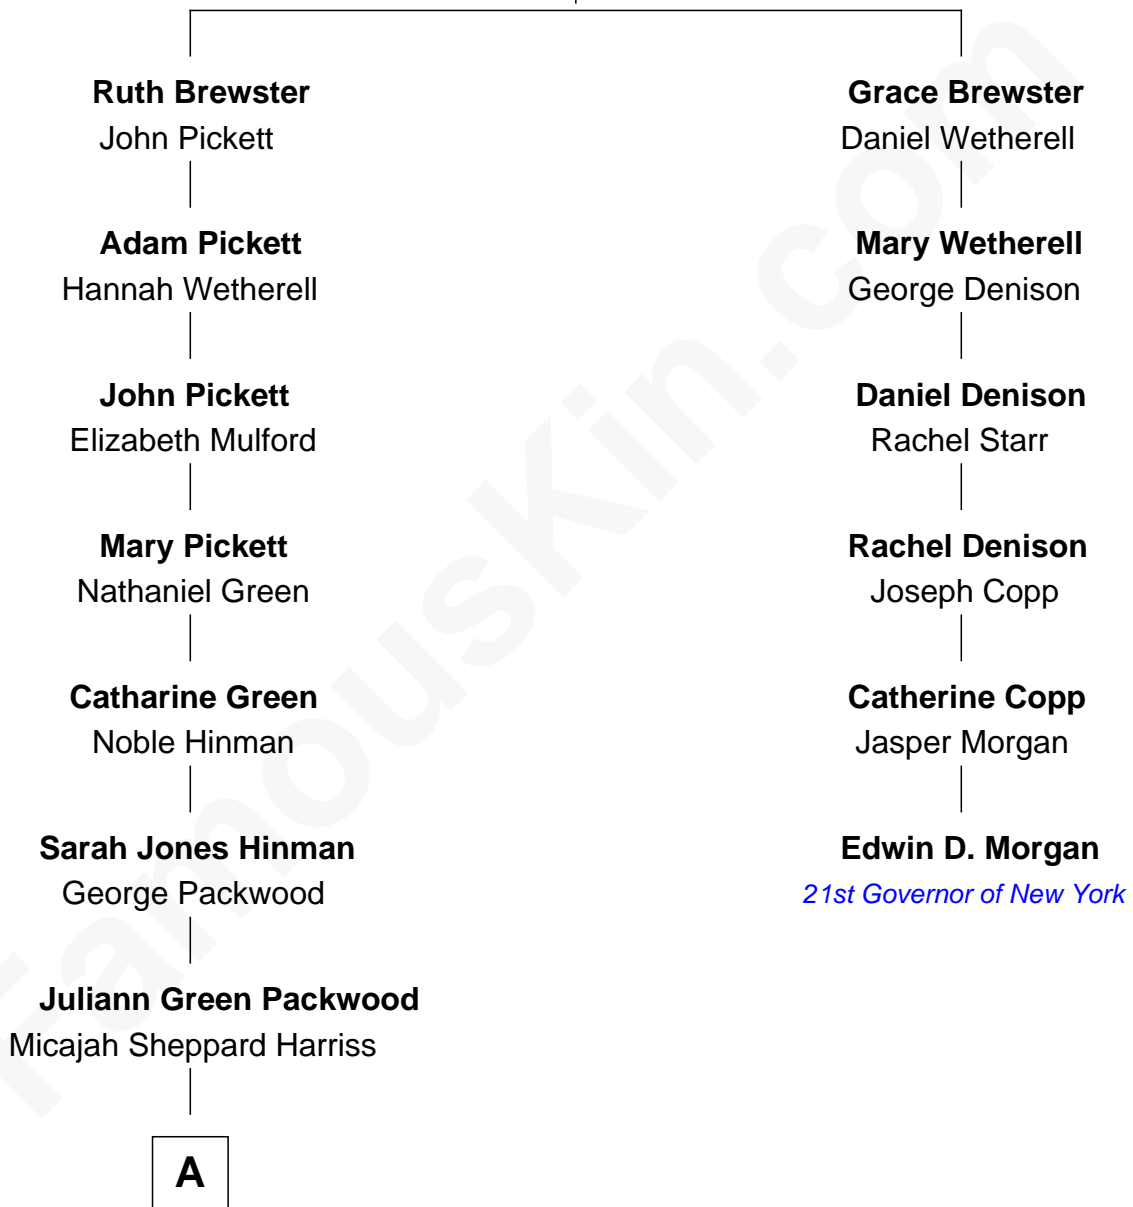 Ruth Brewster
John Pickett
Grace Brewster
Daniel Wetherell
Adam Pickett
Hannah Wetherell
Mary Wetherell
George Denison
John Pickett
Elizabeth Mulford
Daniel Denison
Rachel Starr
Mary Pickett
Nathaniel Green
Rachel Denison
Joseph Copp
Catharine Green
Noble Hinman
Catherine Copp
Jasper Morgan
Sarah Jones Hinman
George Packwood
Edwin D. Morgan
21st Governor of New York
Juliann Green Packwood
Micajah Sheppard Harriss
A
FamousKin.com